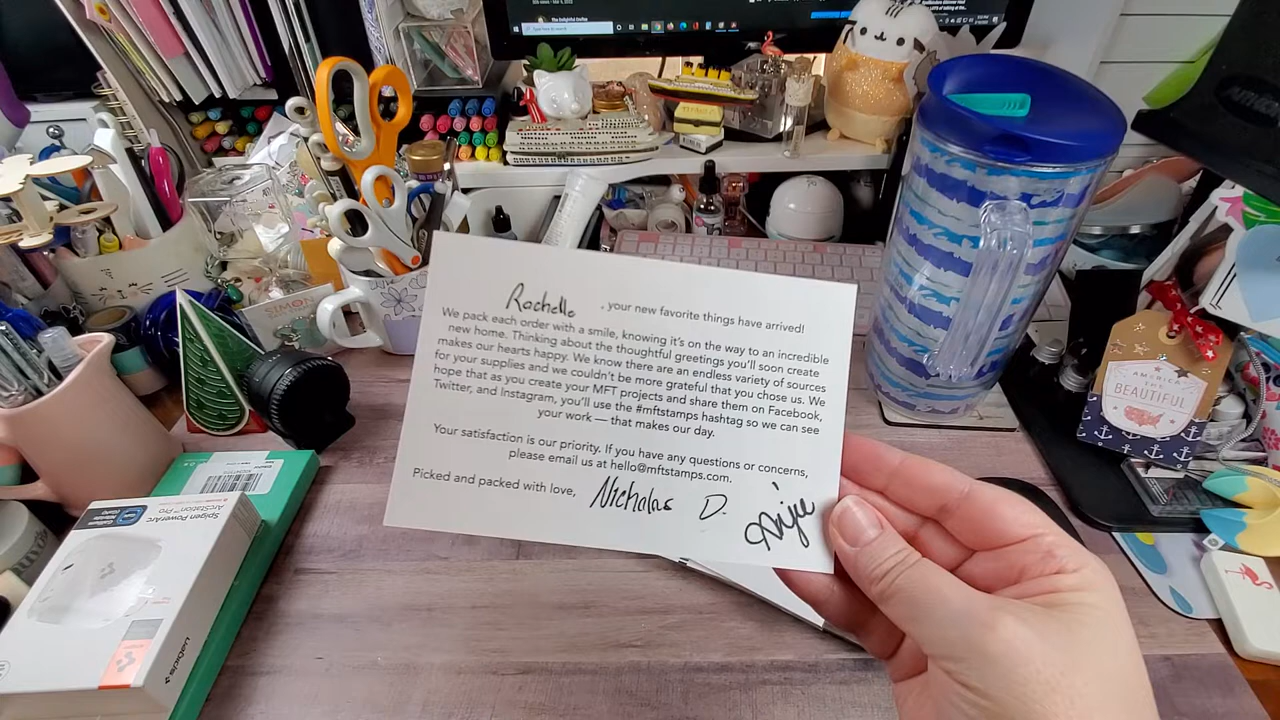 Rachelle , your new favorite things have arrived!
We pack each order with a smile, knowing it's on the way to an incredible
new home. Thinking about the thoughtful greetings you'll soon create
makes our hearts happy. We know there are an endless variety of sources
for your supplies and we couldn't be more grateful that you chose us. We
hope that as you create your MFT projects and share them on Facebook,
Twitter, and Instagram, you'll use the #mftstamps hashtag so we can see
your work — that makes our day.
Your satisfaction is our priority. If you have any questions or concerns,
please email us at hello@mftstamps.com.
Picked and packed with love, Nicholas D.
AMERICA
THE
BEAUTIFUL
Spigen PowerArc
ArcStation™ Pro
SIMON